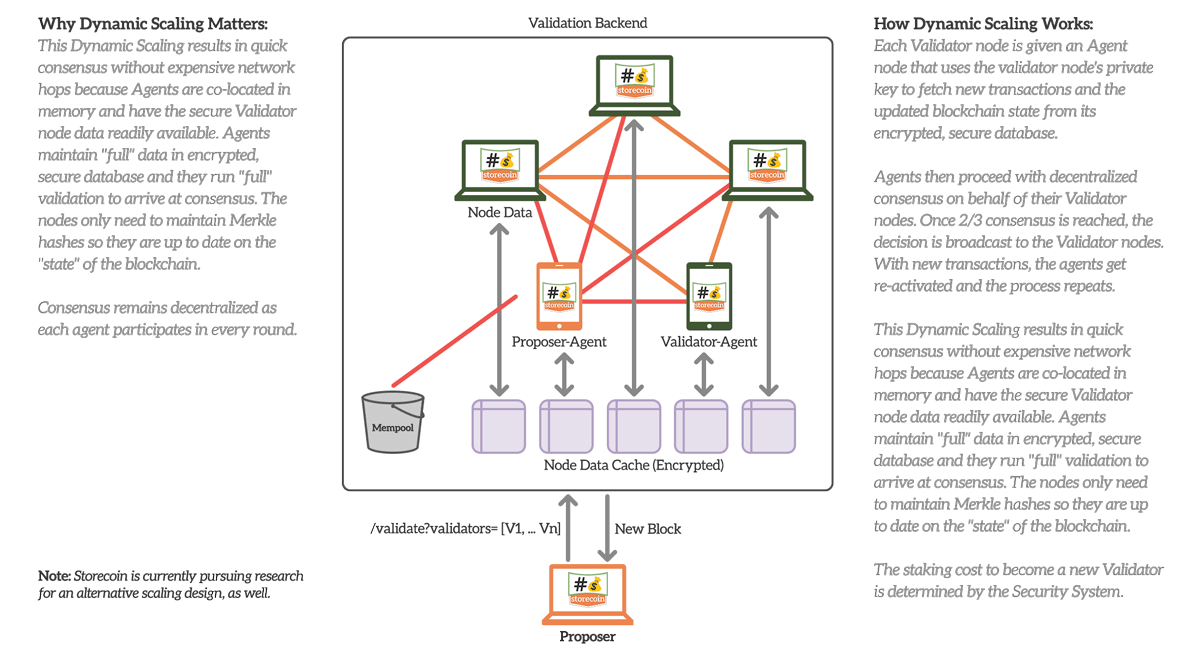 Why Dynamic Scaling Matters:
This Dynamic Scaling results in quick
consensus without expensive network
hops because Agents are co-located in
memory and have the secure Validator
node data readily available. Agents
maintain "full" data in encrypted,
secure database and they run "full"
validation to arrive at consensus. The
nodes only need to maintain Merkle
hashes so they are up to date on the
"state" of the blockchain.
Consensus remains decentralized as
each agent participates in every round.
Note: Storecoin is currently pursuing research
for an alternative scaling design, as well.
Validation Backend
#
storecoin
#
storecoin
#
storecoin
Node Data
#
storecoin
#
storecoin
Proposer-Agent
Validator-Agent
Mempool
Node Data Cache (Encrypted)
/validate?validators= [V1, ... Vn]
New Block
#
storecoin
Proposer
How Dynamic Scaling Works:
Each Validator node is given an Agent
node that uses the validator node's private
key to fetch new transactions and the
updated blockchain state from its
encrypted, secure database.
Agents then proceed with decentralized
consensus on behalf of their Validator
nodes. Once 2/3 consensus is reached, the
decision is broadcast to the Validator nodes.
With new transactions, the agents get
re-activated and the process repeats.
This Dynamic Scaling results in quick
consensus without expensive network
hops because Agents are co-located in
memory and have the secure Validator
node data readily available. Agents
maintain "full" data in encrypted, secure
database and they run "full" validation to
arrive at consensus. The nodes only need
to maintain Merkle hashes so they are up
to date on the "state" of the blockchain.
The staking cost to become a new Validator
is determined by the Security System.